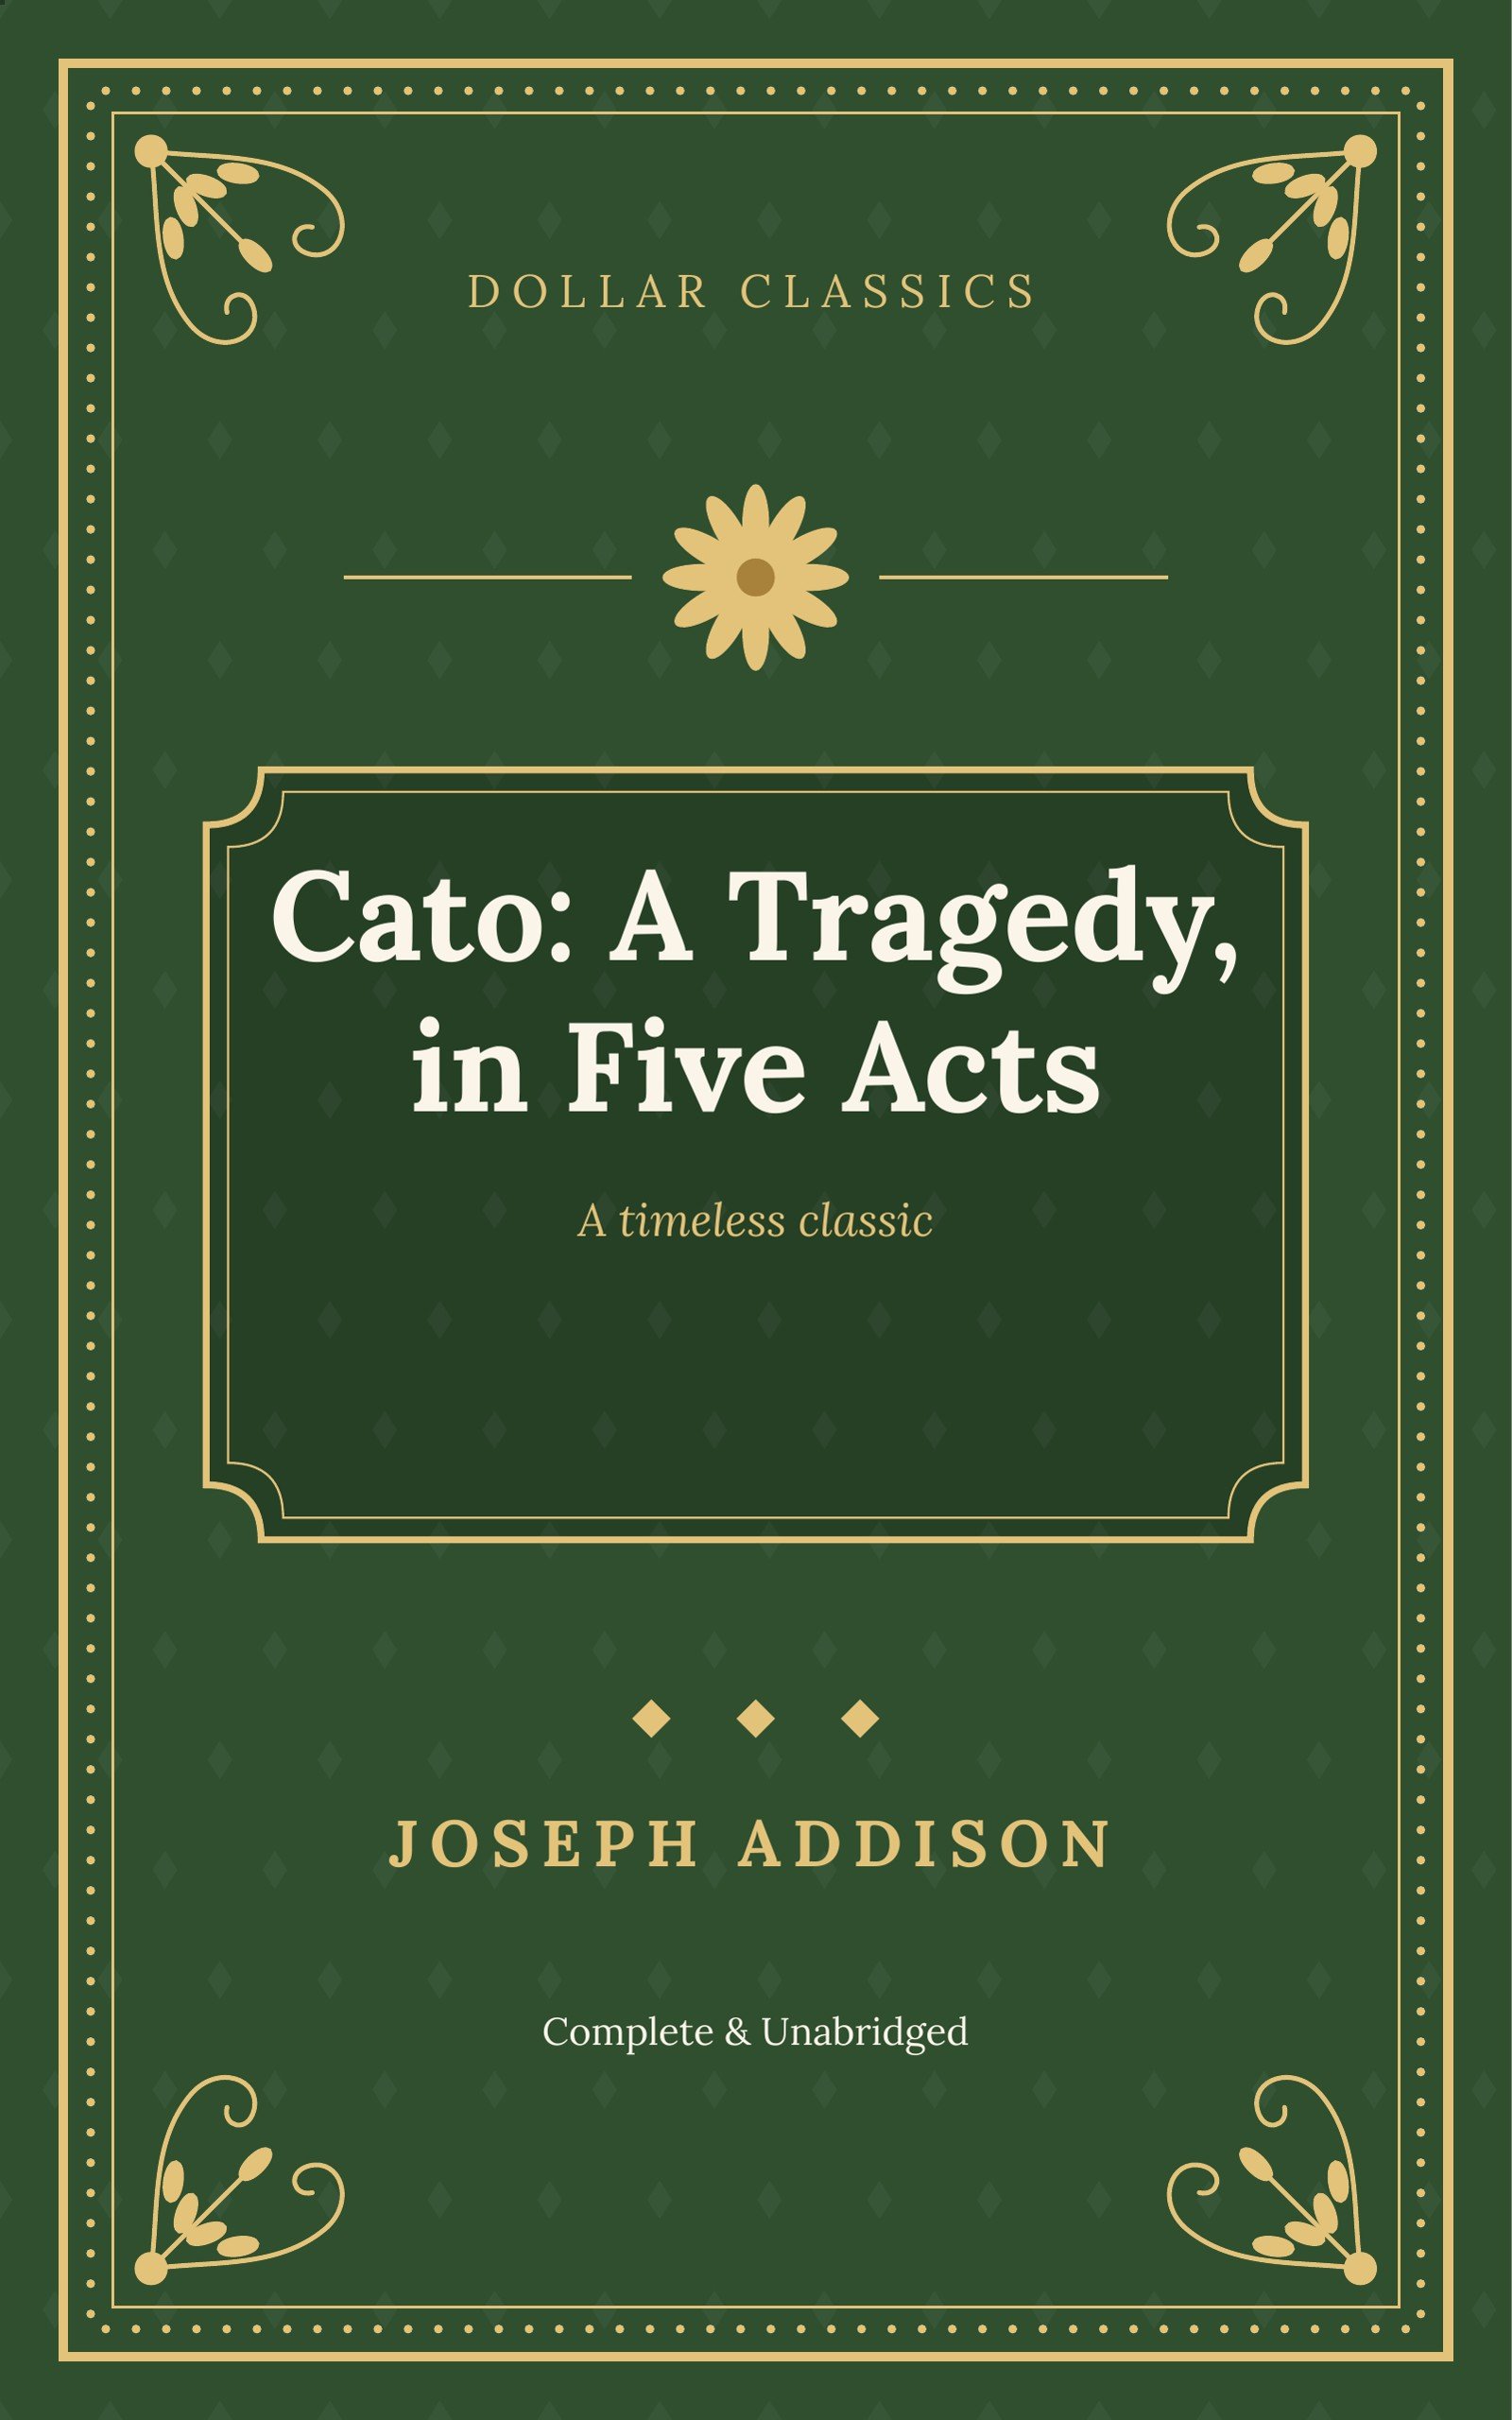 DOLLAR CLASSICS
Cato: A Tragedy,
in Five Acts
A timeless classic
JOSEPH ADDISON
Complete & Unabridged